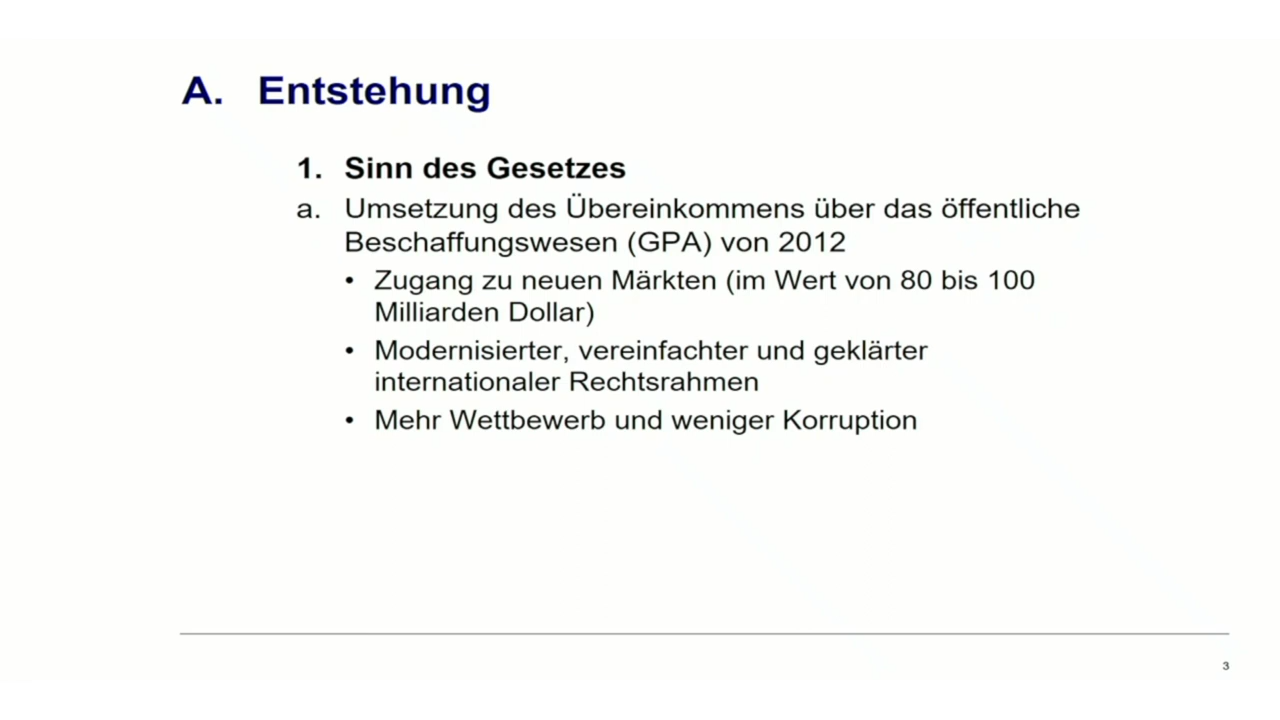 A. Entstehung
1. Sinn des Gesetzes
a. Umsetzung des Übereinkommens über das öffentliche
Beschaffungswesen (GPA) von 2012
• Zugang zu neuen Märkten (im Wert von 80 bis 100
Milliarden Dollar)
• Modernisierter, vereinfachter und geklärter
internationaler Rechtsrahmen
• Mehr Wettbewerb und weniger Korruption
3